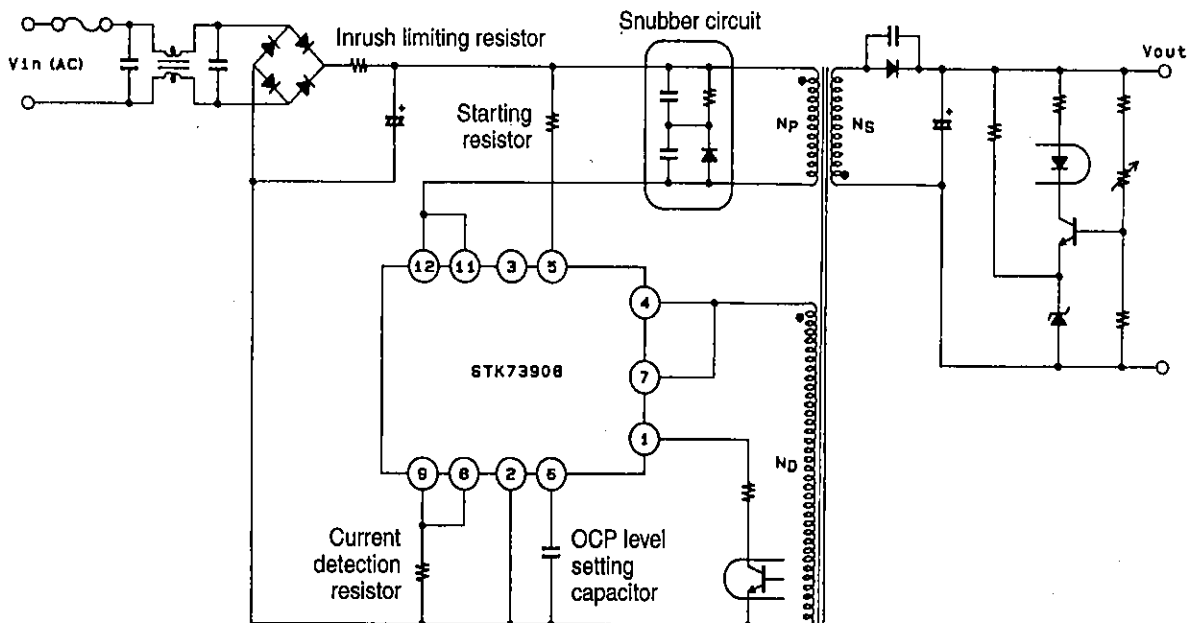 Snubber circuit
Inrush limiting resistor
Vin (AC)
Vout
+
+
Starting
resistor
NP
NS
12
11
3
5
4
STK73908
7
1
ND
9
8
2
6
Current
detection
resistor
OCP level
setting
capacitor